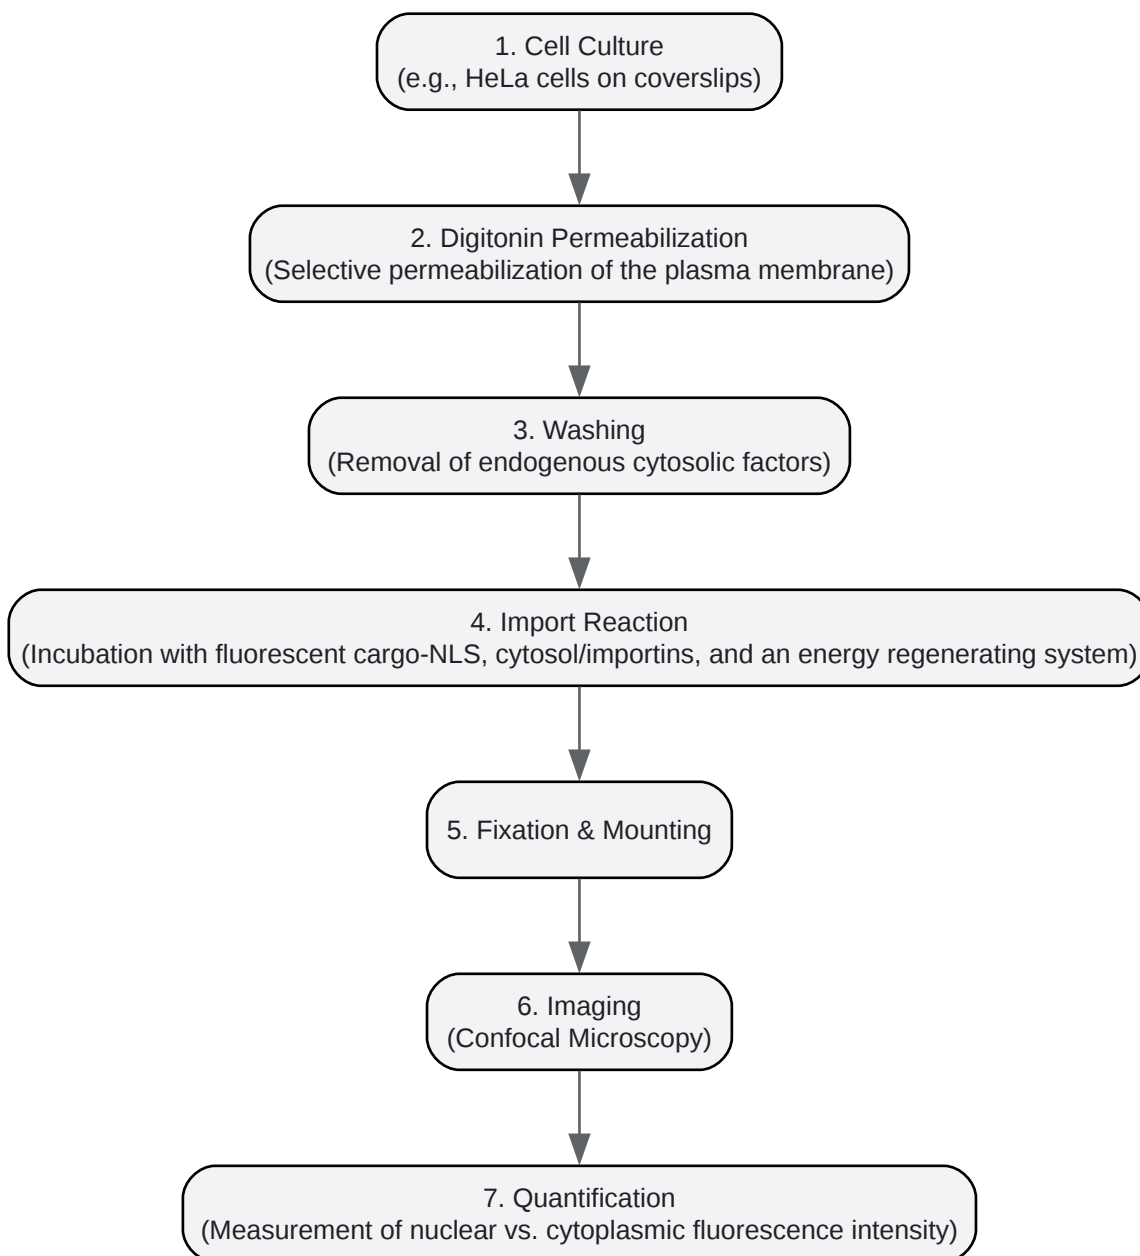 1. Cell Culture
(e.g., HeLa cells on coverslips)
2. Digitonin Permeabilization
(Selective permeabilization of the plasma membrane)
3. Washing
(Removal of endogenous cytosolic factors)
4. Import Reaction
(Incubation with fluorescent cargo-NLS, cytosol/importins, and an energy regenerating system)
5. Fixation & Mounting
6. Imaging
(Confocal Microscopy)
7. Quantification
(Measurement of nuclear vs. cytoplasmic fluorescence intensity)